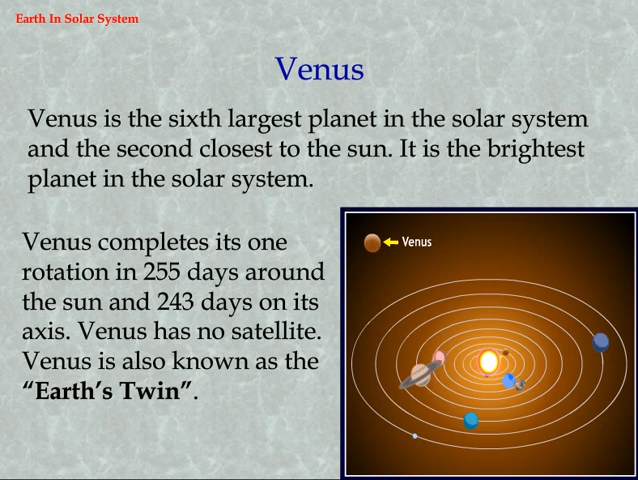 Earth In Solar System
Venus
Venus is the sixth largest planet in the solar system
and the second closest to the sun. It is the brightest
planet in the solar system.
Venus completes its one
rotation in 255 days around
the sun and 243 days on its
axis. Venus has no satellite.
Venus is also known as the
“Earth’s Twin”.
Venus